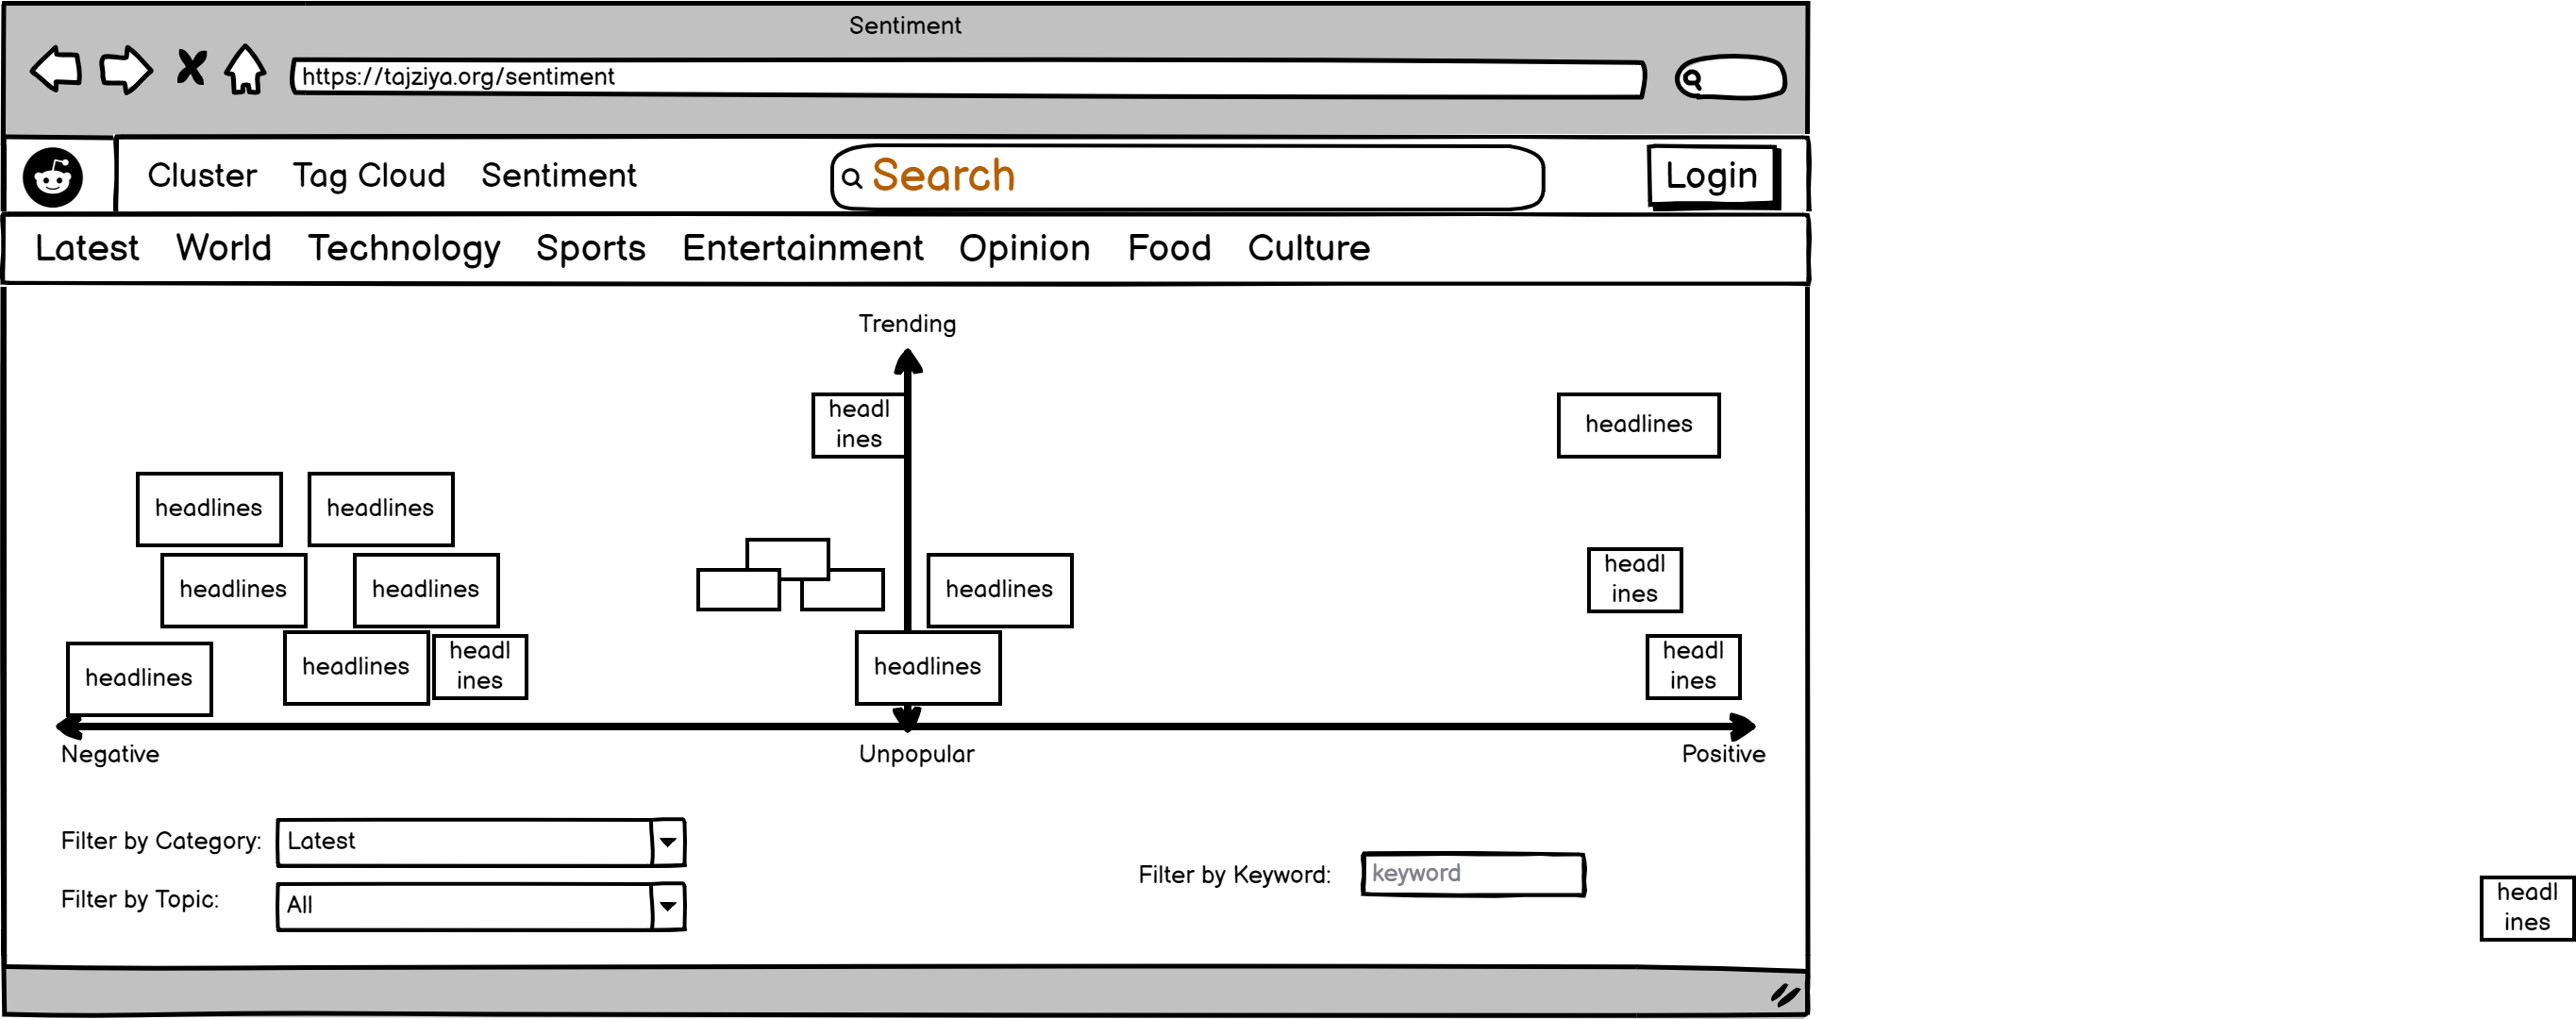 Sentiment
https://tajziya.org/sentiment
Cluster Tag Cloud Sentiment Search Login
Latest World Technology Sports Entertainment Opinion Food Culture
Trending
headl
ines
headlines
headlines
headlines
headlines
headlines
headlines
headl
ines
headlines
headlines
headl
ines
headlines
headlines
headl
ines
Negative
Unpopular
Positive
Filter by Category: Latest
Filter by Topic: All
Filter by Keyword: keyword
headl
ines